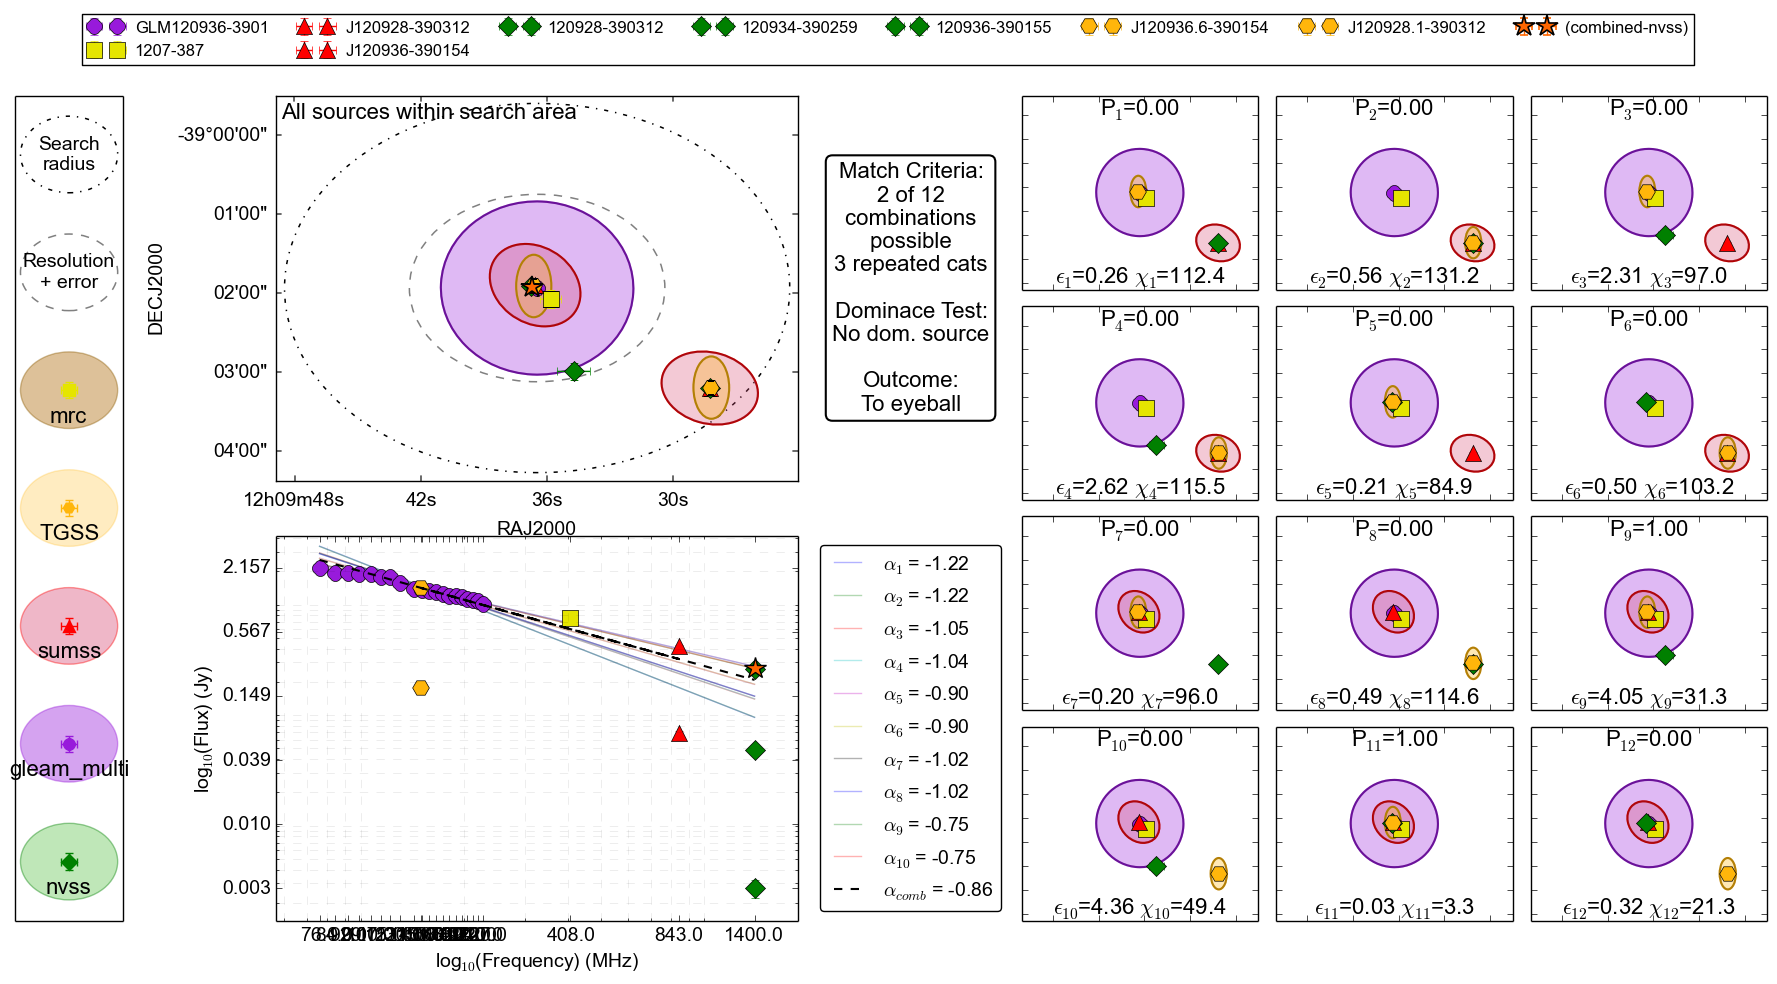 GLM120936-3901
J120928-390312
120928-390312
120934-390259
120936-390155
J120936.6-390154
J120928.1-390312
(combined-nvss)
1207-387
J120936-390154
Search
radius
Resolution
+ error
mrc
TGSS
sumss
gleam_multi
nvss
All sources within search area
DECJ2000
-39°00'00"
01'00"
02'00"
03'00"
04'00"
12h09m48s
42s
36s
30s
RAJ2000
Match Criteria:
2 of 12
combinations
possible
3 repeated cats
Dominace Test:
No dom. source
Outcome:
To eyeball
log₁₀(Flux) (Jy)
2.157
0.567
0.149
0.039
0.010
0.003
408.0
843.0
1400.0
log₁₀(Frequency) (MHz)
α₁ = -1.22
α₂ = -1.22
α₃ = -1.05
α₄ = -1.04
α₅ = -0.90
α₆ = -0.90
α₇ = -1.02
α₈ = -1.02
α₉ = -0.75
α₁₀ = -0.75
α_comb = -0.86
P₁=0.00
ϵ₁=0.26 χ₁=112.4
P₂=0.00
ϵ₂=0.56 χ₂=131.2
P₃=0.00
ϵ₃=2.31 χ₃=97.0
P₄=0.00
ϵ₄=2.62 χ₄=115.5
P₅=0.00
ϵ₅=0.21 χ₅=84.9
P₆=0.00
ϵ₆=0.50 χ₆=103.2
P₇=0.00
ϵ₇=0.20 χ₇=96.0
P₈=0.00
ϵ₈=0.49 χ₈=114.6
P₉=1.00
ϵ₉=4.05 χ₉=31.3
P₁₀=0.00
ϵ₁₀=4.36 χ₁₀=49.4
P₁₁=1.00
ϵ₁₁=0.03 χ₁₁=3.3
P₁₂=0.00
ϵ₁₂=0.32 χ₁₂=21.3